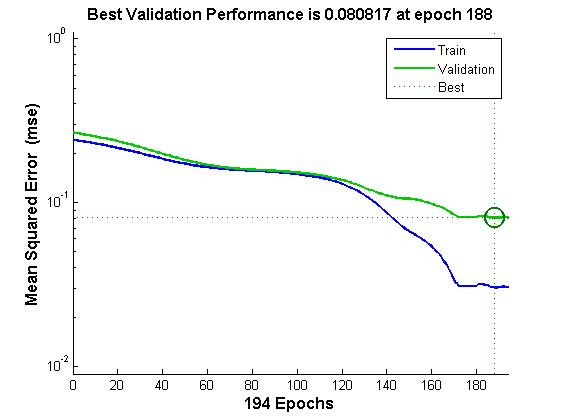 Best Validation Performance is 0.080817 at epoch 188
10^0
Train
Validation
Best
Mean Squared Error (mse)
10^-1
10^-2
0 20 40 60 80 100 120 140 160 180
194 Epochs